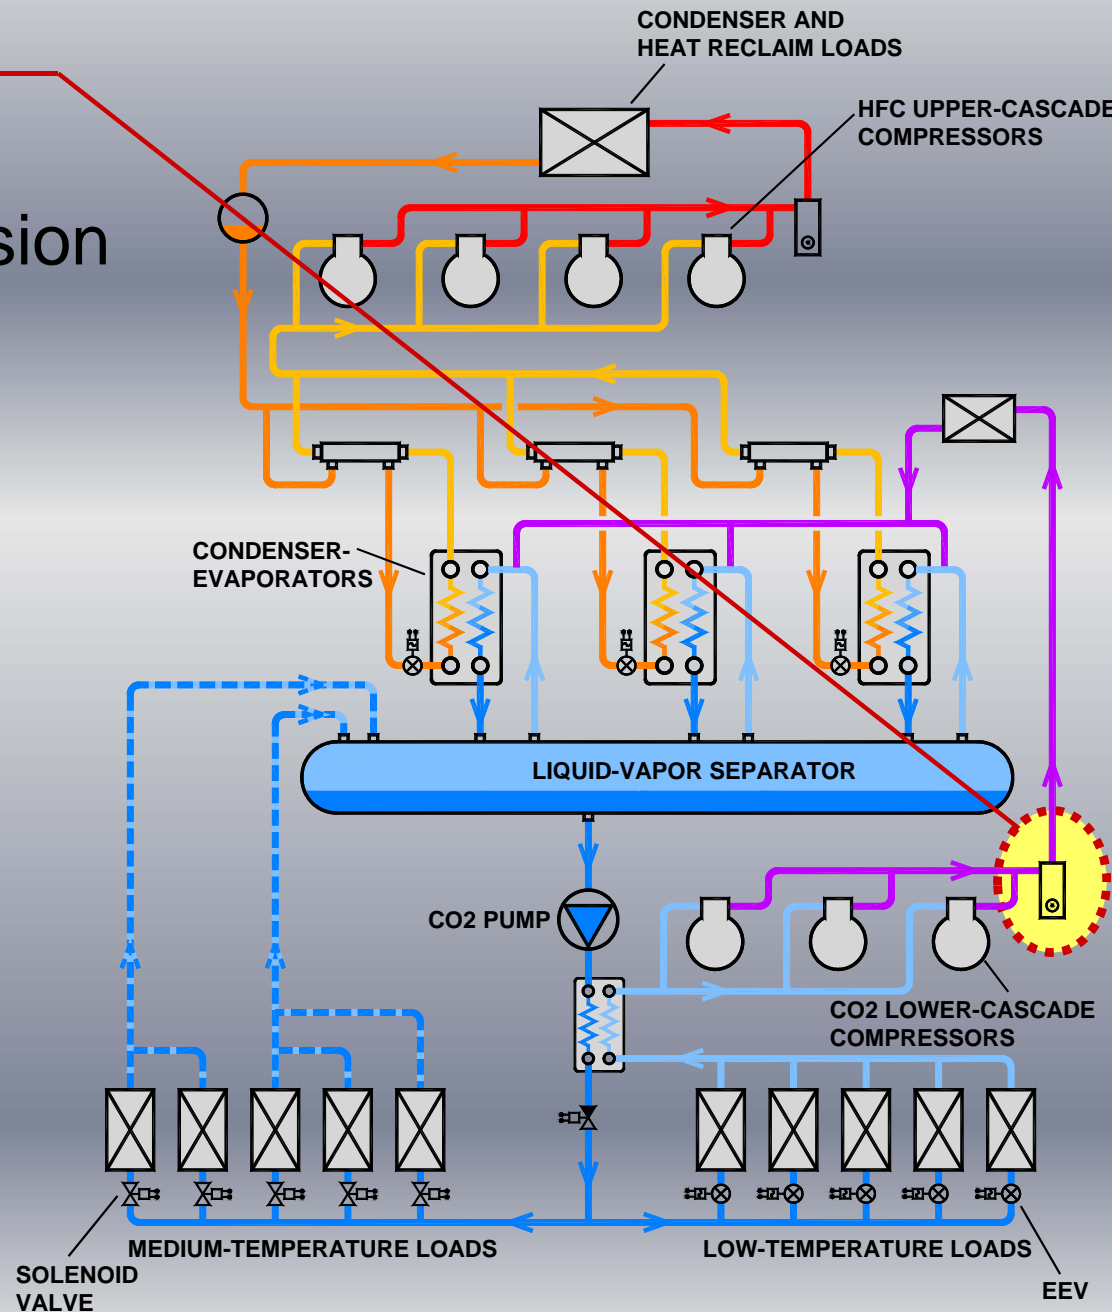 CONDENSER AND
HEAT RECLAIM LOADS
HFC UPPER-CASCADE
COMPRESSORS
sion
CONDENSER-
EVAPORATORS
LIQUID-VAPOR SEPARATOR
CO2 PUMP
CO2 LOWER-CASCADE
COMPRESSORS
MEDIUM-TEMPERATURE LOADS
LOW-TEMPERATURE LOADS
SOLENOID
VALVE
EEV